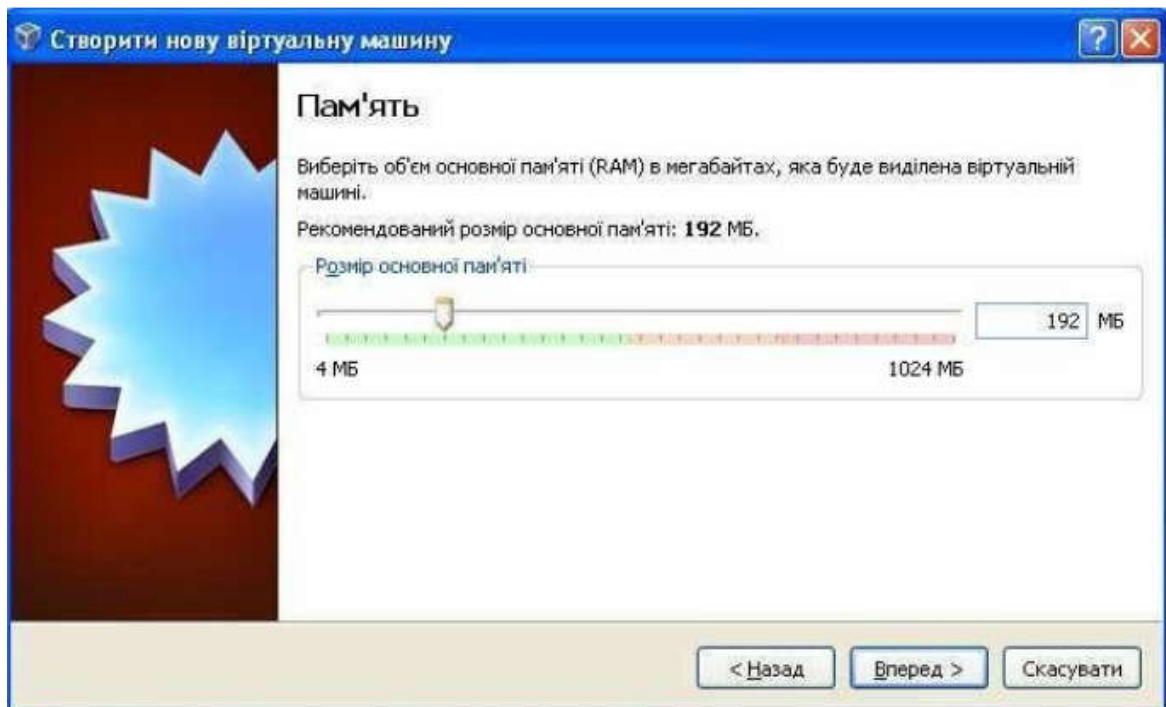 Створити нову віртуальну машину
Пам'ять
Виберіть об'єм основної пам'яті (RAM) в мегабайтах, яка буде виділена віртуальній
машині.
Рекомендований розмір основної пам'яті: 192 МБ.
Розмір основної пам'яті
192 МБ
4 МБ 1024 МБ
< Назад Вперед > Скасувати